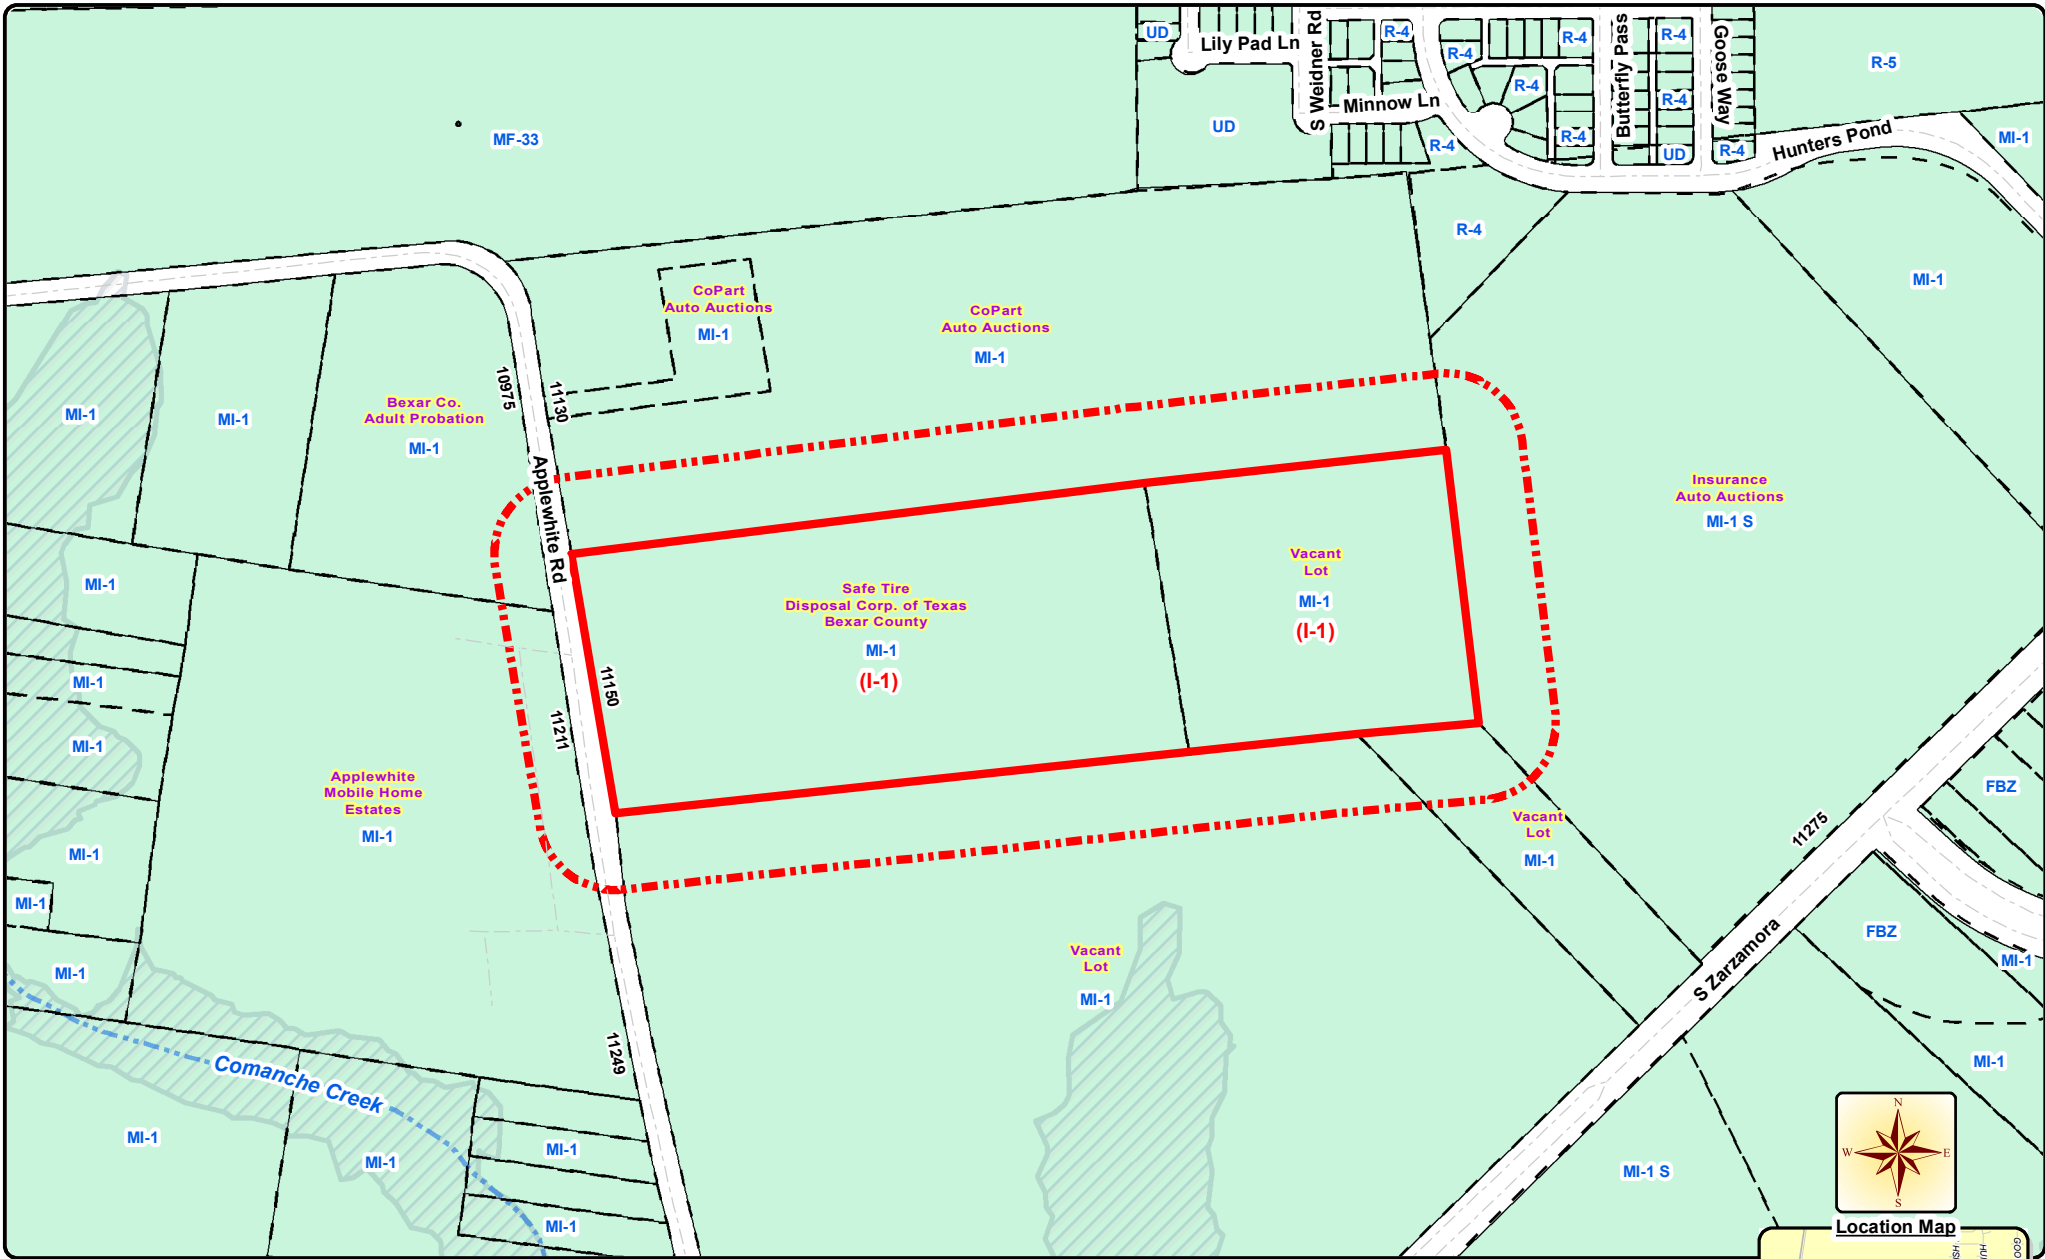 UD
Lily Pad Ln
S Weidner Rd
R-4
R-4
R-4
Butterfly Pass
R-4
Goose Way
R-5
R-4
R-4
Minnow Ln
MF-33
UD
R-4
R-4
UD
R-4
Hunters Pond
MI-1
R-4
MI-1
CoPart
Auto Auctions
MI-1
CoPart
Auto Auctions
MI-1
10975
11130
Bexar Co.
Adult Probation
MI-1
MI-1
MI-1
Applewhite Rd
Insurance
Auto Auctions
MI-1 S
Vacant
Lot
MI-1
(I-1)
Safe Tire
Disposal Corp. of Texas
Bexar County
MI-1
(I-1)
MI-1
MI-1
MI-1
11150
11211
Applewhite
Mobile Home
Estates
MI-1
MI-1
MI-1
MI-1
Vacant
Lot
MI-1
11275
FBZ
FBZ
MI-1
S Zarzamora
Vacant
Lot
MI-1
11249
Comanche Creek
MI-1
MI-1
MI-1
MI-1
MI-1
MI-1 S
N
W
E
S
Location Map